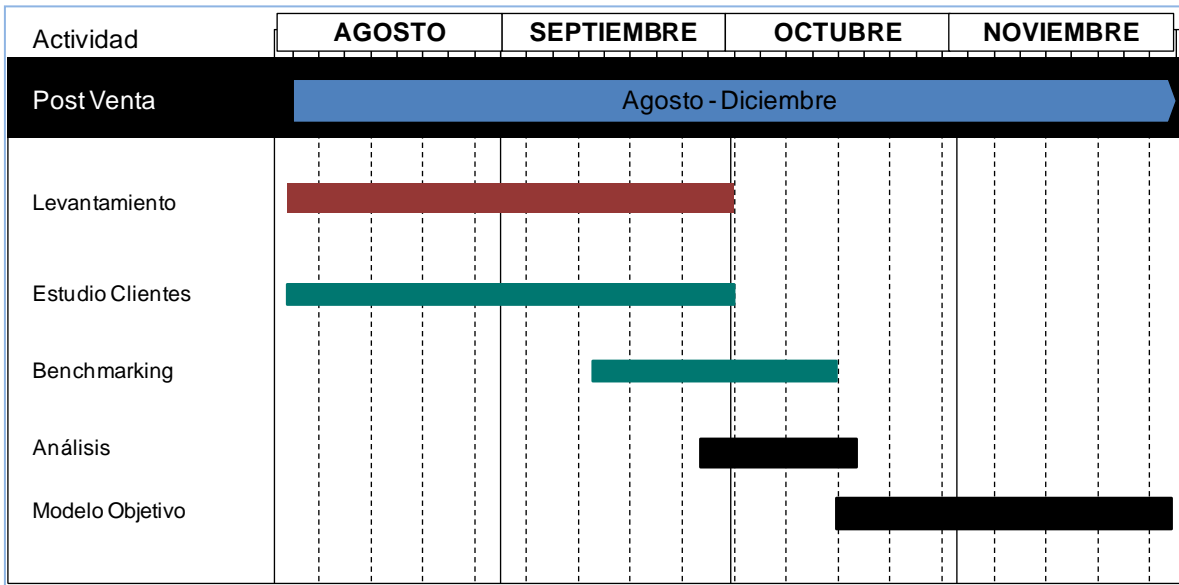 Actividad
AGOSTO
SEPTIEMBRE
OCTUBRE
NOVIEMBRE
Post Venta
Agosto - Diciembre
Levantamiento
Estudio Clientes
Benchmarking
Análisis
Modelo Objetivo